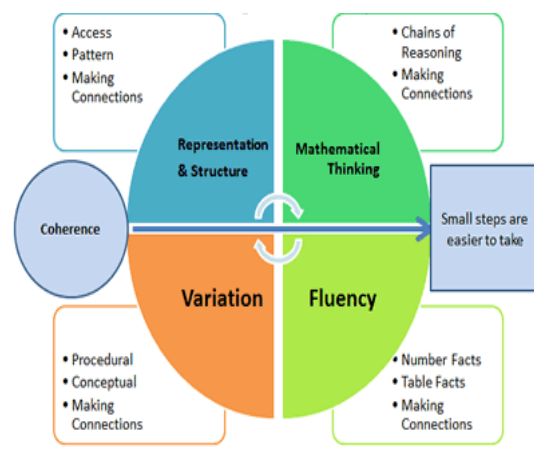 • Access
• Pattern
• Making
Connections
• Chains of
Reasoning
• Making
Connections
Representation
& Structure
Mathematical
Thinking
Coherence
Small steps are
easier to take
Variation
Fluency
• Procedural
• Conceptual
• Making
Connections
• Number Facts
• Table Facts
• Making
Connections